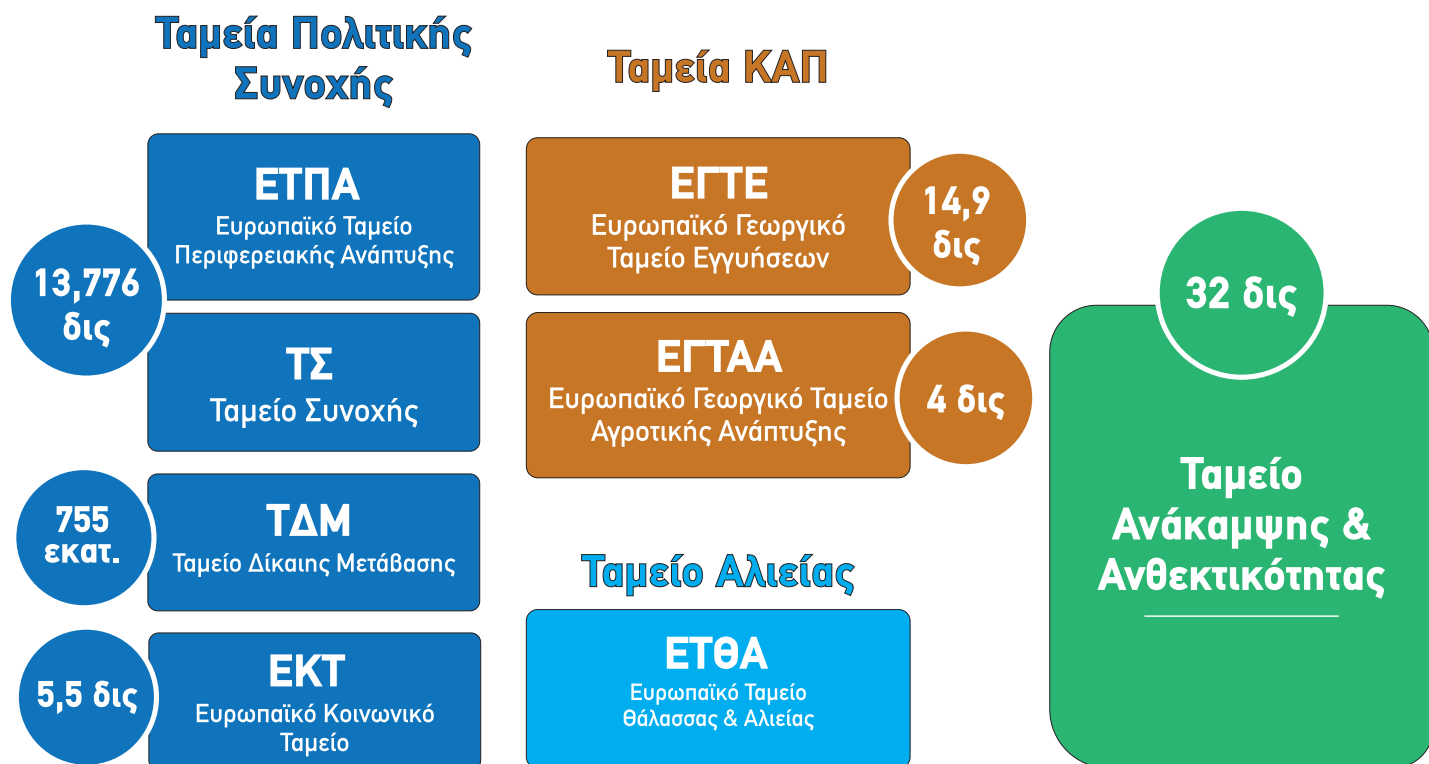 Ταμεία Πολιτικής
Συνοχής
ΕΤΠΑ
Ευρωπαϊκό Ταμείο
Περιφερειακής Ανάπτυξης
13,776
δις
ΤΣ
Ταμείο Συνοχής
755
εκατ.
ΤΔΜ
Ταμείο Δίκαιης Μετάβασης
5,5 δις
ΕΚΤ
Ευρωπαϊκό Κοινωνικό
Ταμείο
Ταμεία ΚΑΠ
ΕΓΤΕ
Ευρωπαϊκό Γεωργικό
Ταμείο Εγγυήσεων
14,9
δις
ΕΓΤΑΑ
Ευρωπαϊκό Γεωργικό Ταμείο
Αγροτικής Ανάπτυξης
4 δις
Ταμείο Αλιείας
ΕΤΘΑ
Ευρωπαϊκό Ταμείο
Θάλασσας & Αλιείας
32 δις
Ταμείο
Ανάκαμψης &
Ανθεκτικότητας